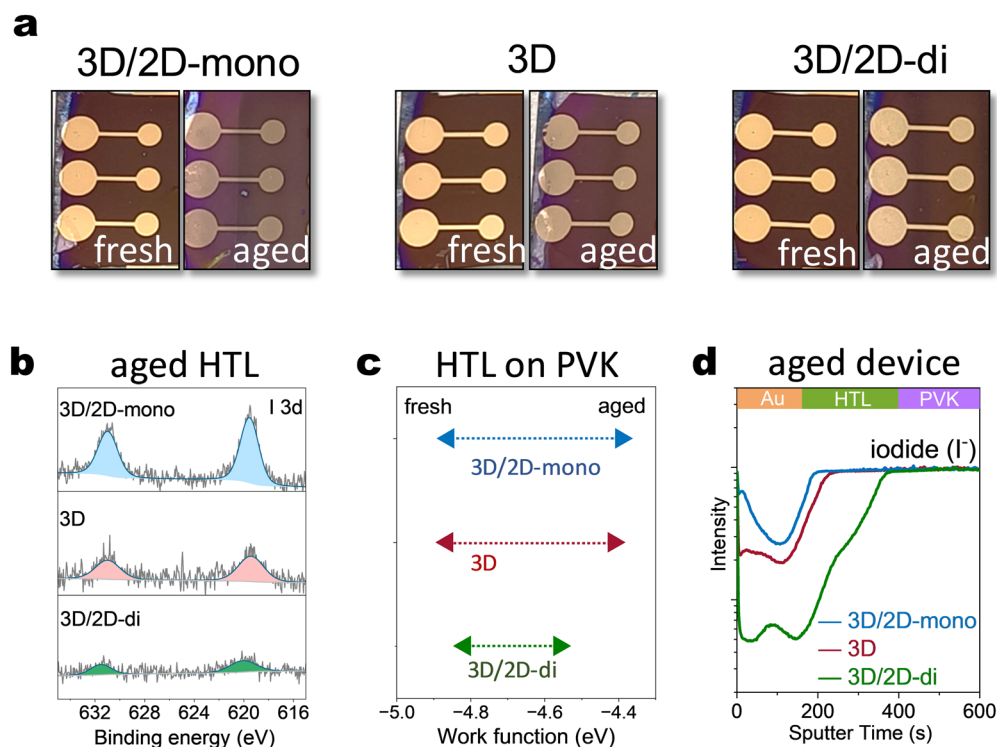 a
3D/2D-mono
3D
3D/2D-di
fresh
aged
fresh
aged
fresh
aged
b
aged HTL
3D/2D-mono
I 3d
3D
3D/2D-di
632
628
624
620
616
Binding energy (eV)
c
HTL on PVK
fresh
aged
3D/2D-mono
3D
3D/2D-di
−5.0
−4.8
−4.6
−4.4
Work function (eV)
d
aged device
Au
HTL
PVK
iodide (I⁻)
Intensity
3D/2D-mono
3D
3D/2D-di
0
200
400
600
Sputter Time (s)